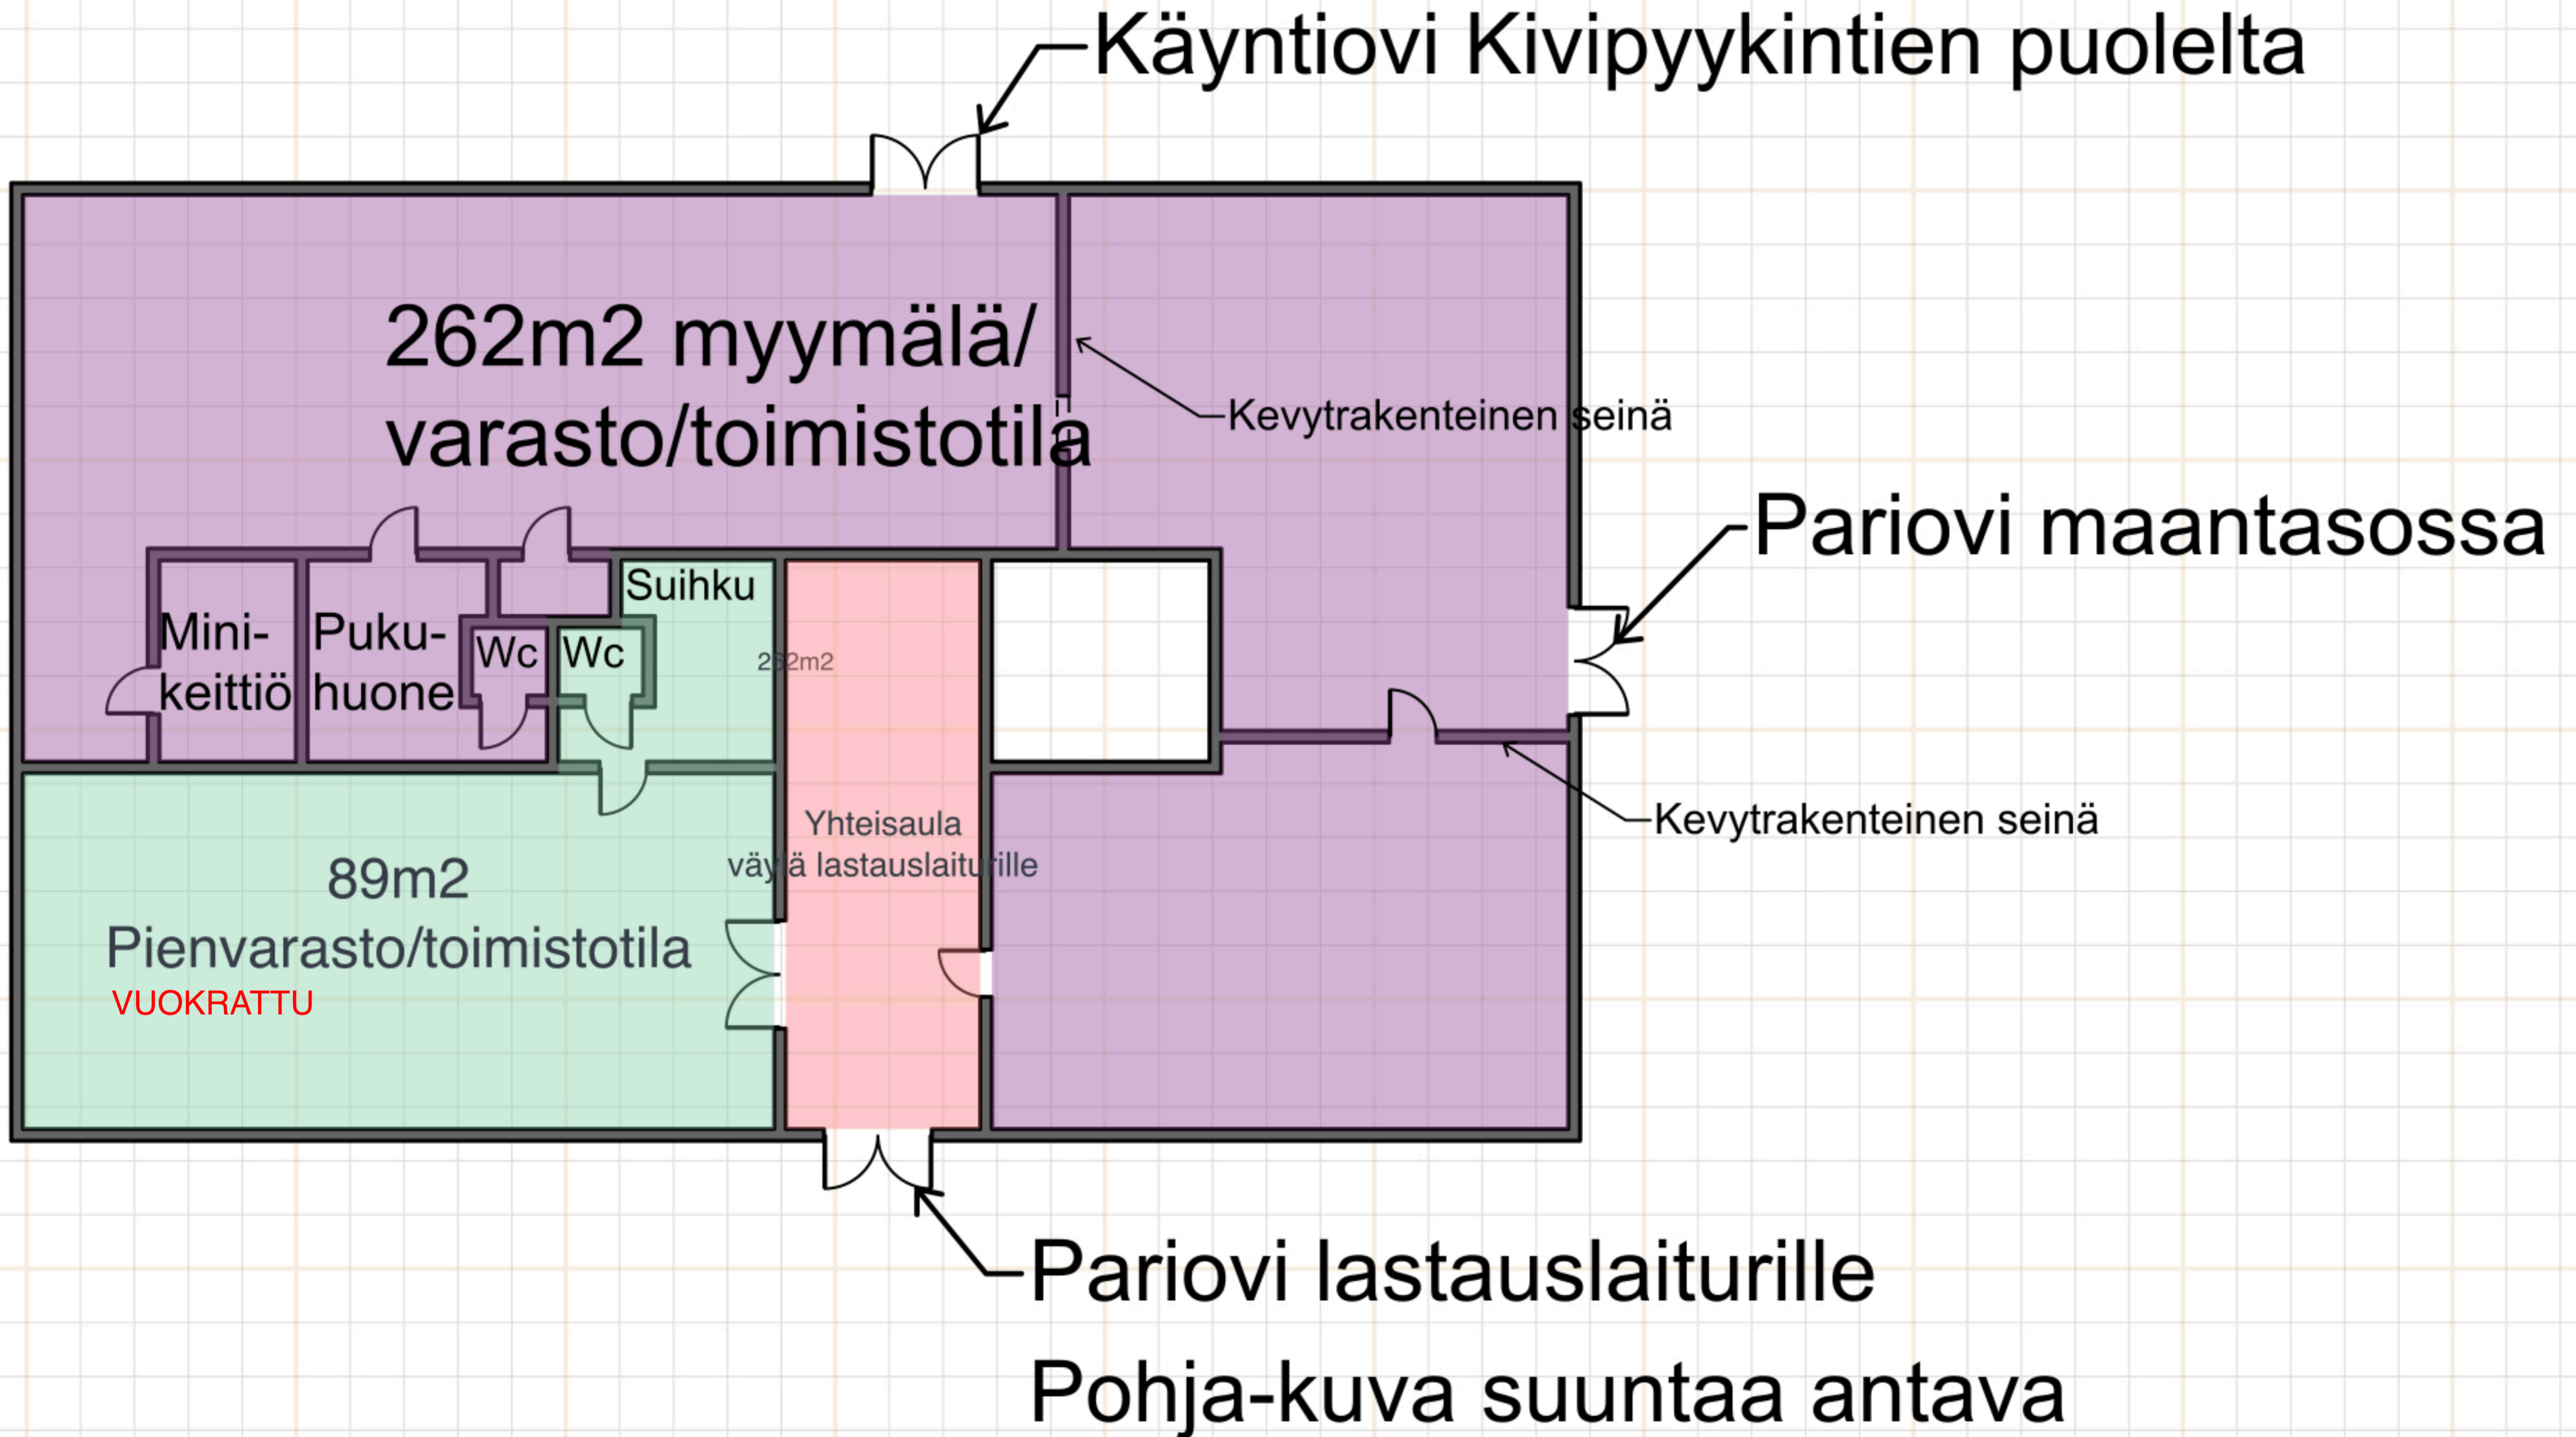 Käyntiovi Kivipyykintien puolelta
262m2 myymälä/
varasto/toimistotila
Kevytrakenteinen seinä
Pariovi maantasossa
Suihku
Mini-
keittiö
Puku-
huone
Wc
Wc
262m2
Yhteisaula
väylä lastauslaiturille
Kevytrakenteinen seinä
89m2
Pienvarasto/toimistotila
VUOKRATTU
Pariovi lastauslaiturille
Pohja-kuva suuntaa antava